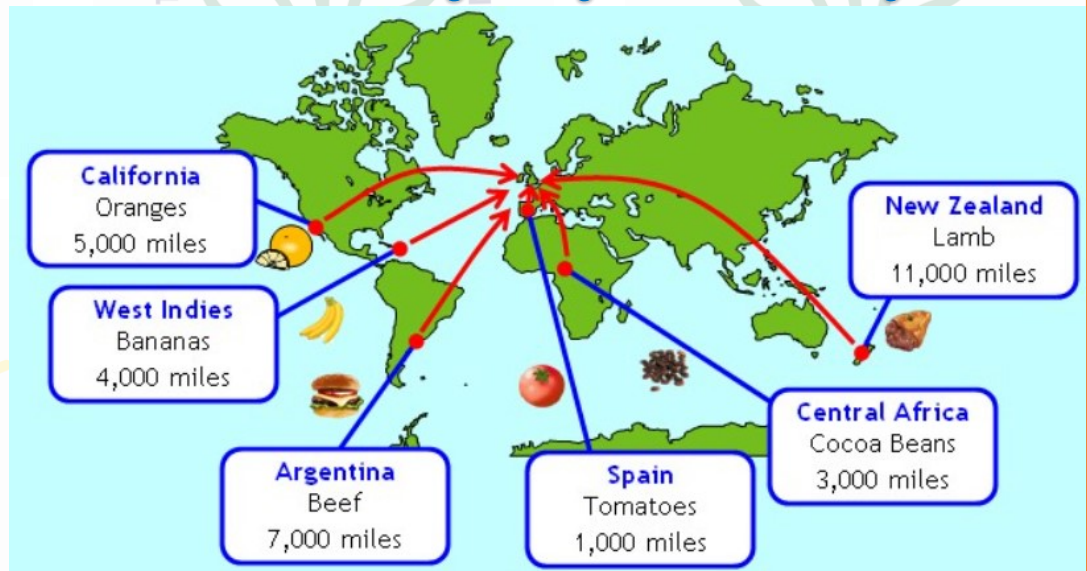 California
Oranges
5,000 miles
West Indies
Bananas
4,000 miles
Argentina
Beef
7,000 miles
Spain
Tomatoes
1,000 miles
Central Africa
Cocoa Beans
3,000 miles
New Zealand
Lamb
11,000 miles